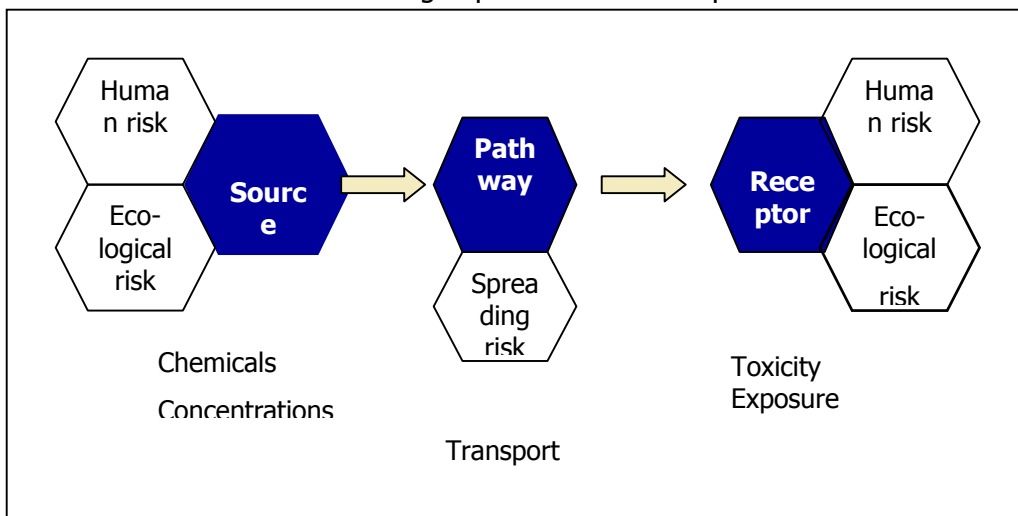 Huma
n risk
Eco-
logical
risk
Sourc
e
Path
way
Sprea
ding
risk
Rece
ptor
Huma
n risk
Eco-
logical
risk
Chemicals
Concentrations
Transport
Toxicity
Exposure